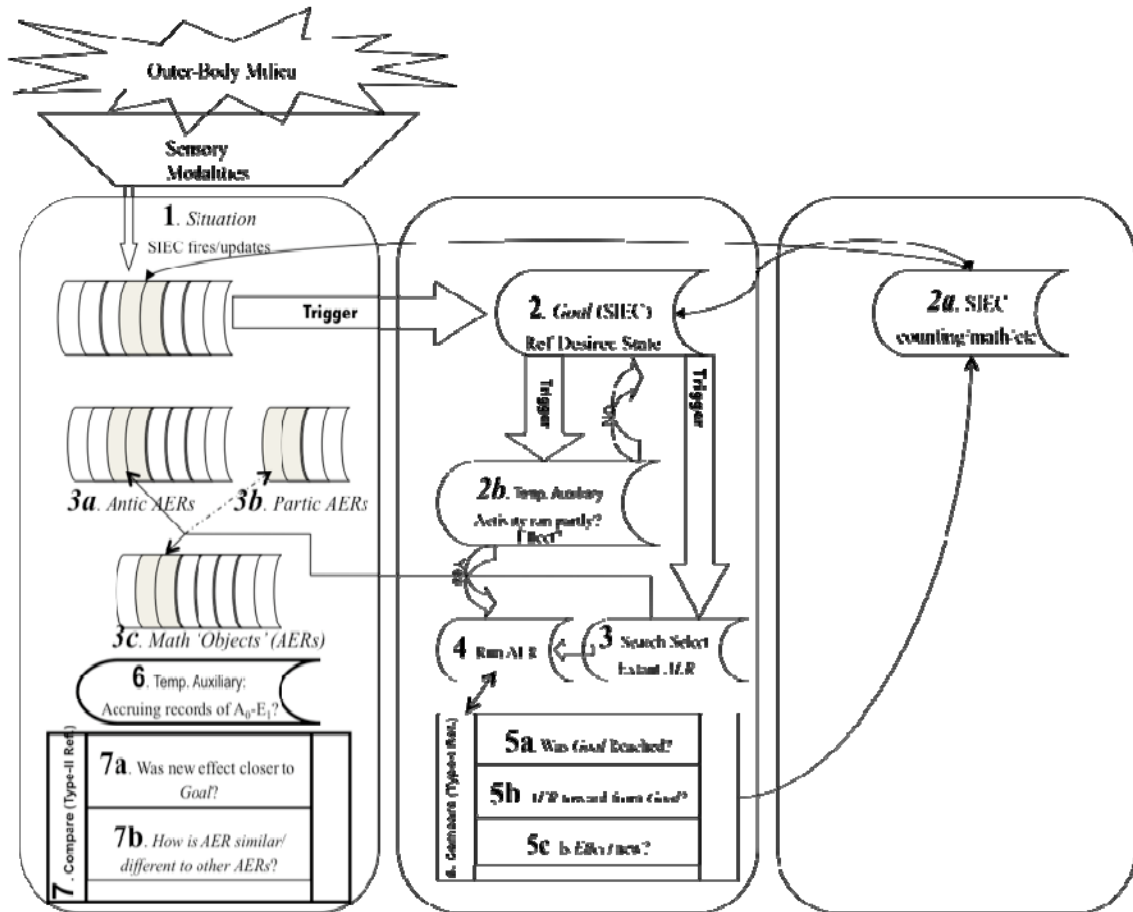 Outer-Body Milieu
Sensory
Modalities
1. Situation
SIEC fires/updates
Trigger
2. Goal (SIEC)
Ref Desired State
2a. SIEC
counting/math/etc
Trigger
NO
Trigger
3a. Antic AERs
3b. Partic AERs
2b. Temp. Auxiliary
Activity ran partly?
Effect?
3c. Math ‘Objects’ (AERs)
4 Run AER
3 Search Select
Extant AER
6. Temp. Auxiliary:
Accruing records of A0-E1?
7. Compare (Type-II Ref.)
7a. Was new effect closer to
Goal?
7b. How is AER similar/
different to other AERs?
Compare (Type-I Ref.)
5a Was Goal Reached?
5b AER toward/from Goal?
5c Is Effect new?